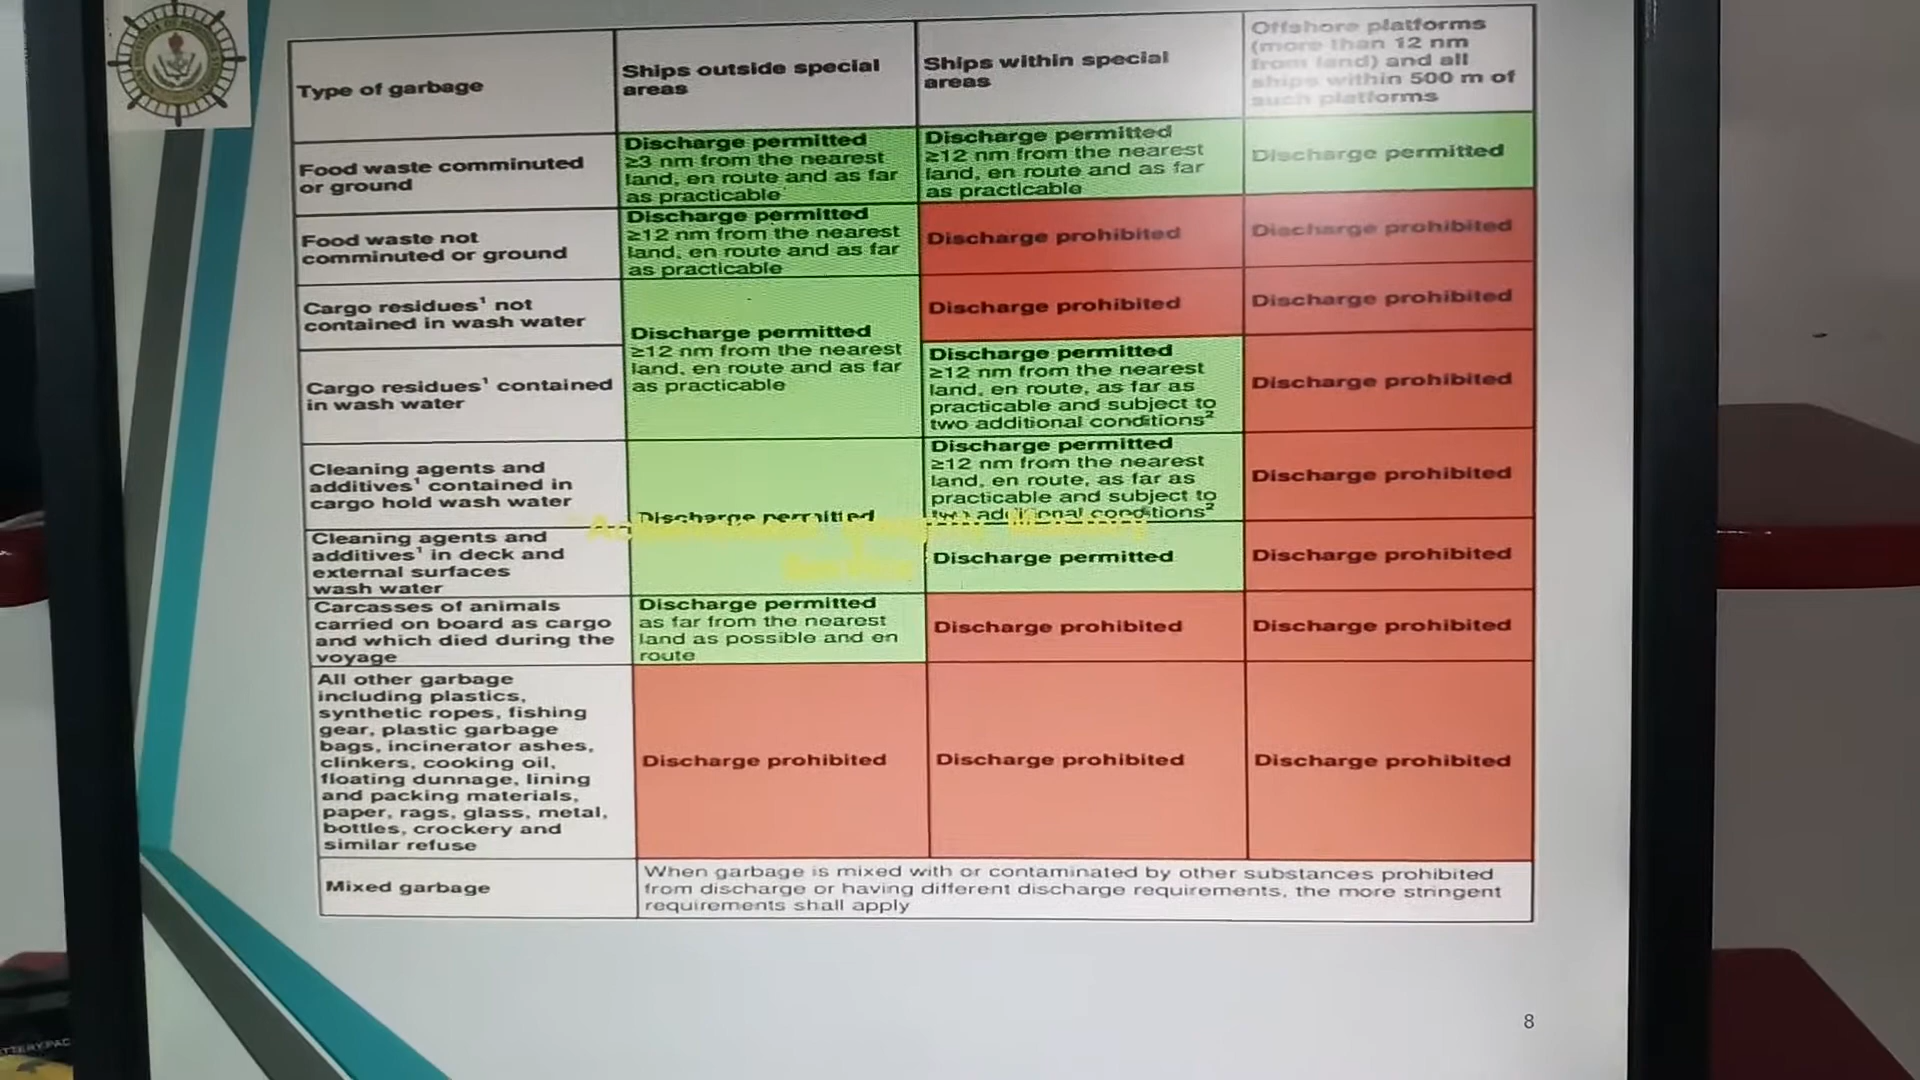 Type of garbage
Ships outside special
areas
Ships within special
areas
Offshore platforms
(more than 12 nm
from land) and all
ships within 500 m of
such platforms
Food waste comminuted
or ground
Discharge permitted
≥3 nm from the nearest
land, en route and as far
as practicable
Discharge permitted
≥12 nm from the nearest
land, en route and as far
as practicable
Discharge permitted
Food waste not
comminuted or ground
Discharge permitted
≥12 nm from the nearest
land, en route and as far
as practicable
Discharge prohibited
Discharge prohibited
Cargo residues¹ not
contained in wash water
Discharge permitted
≥12 nm from the nearest
land, en route and as far
as practicable
Discharge prohibited
Discharge prohibited
Cargo residues¹ contained
in wash water
Discharge permitted
≥12 nm from the nearest
land, en route, as far as
practicable and subject to
two additional conditions²
Discharge prohibited
Cleaning agents and
additives¹ contained in
cargo hold wash water
Discharge permitted
Discharge permitted
≥12 nm from the nearest
land, en route, as far as
practicable and subject to
two additional conditions²
Discharge prohibited
Cleaning agents and
additives¹ in deck and
external surfaces
wash water
Discharge permitted
Discharge prohibited
Carcasses of animals
carried on board as cargo
and which died during the
voyage
Discharge permitted
as far from the nearest
land as possible and en
route
Discharge prohibited
Discharge prohibited
All other garbage
including plastics,
synthetic ropes, fishing
gear, plastic garbage
bags, incinerator ashes,
clinkers, cooking oil,
floating dunnage, lining
and packing materials,
paper, rags, glass, metal,
bottles, crockery and
similar refuse
Discharge prohibited
Discharge prohibited
Discharge prohibited
Mixed garbage
When garbage is mixed with or contaminated by other substances prohibited
from discharge or having different discharge requirements, the more stringent
requirements shall apply
8